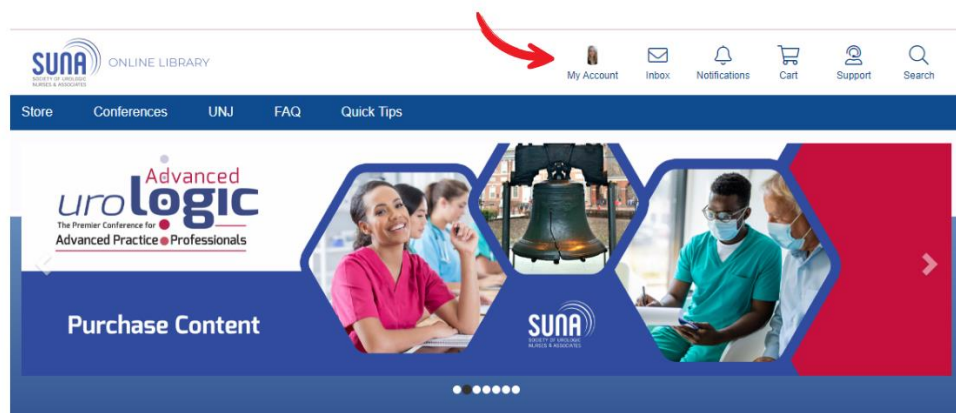 SUNA
SOCIETY OF UROLOGIC
NURSES & ASSOCIATES
ONLINE LIBRARY
My Account
Inbox
Notifications
Cart
Support
Search
Store
Conferences
UNJ
FAQ
Quick Tips
Advanced
urologic
The Premier Conference for
Advanced Practice Professionals
Purchase Content
SUNA
SOCIETY OF UROLOGIC
NURSES & ASSOCIATES